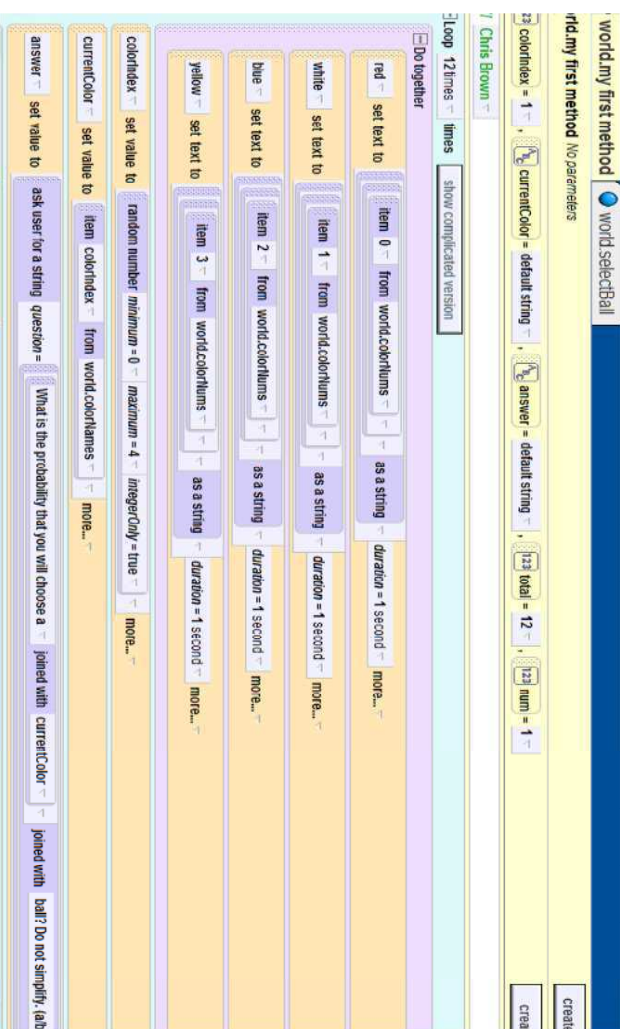 world.my first method world.selectBall
orld.my first method No parameters
create
123 colorIndex = 1 , ABC currentColor = default string , ABC answer = default string , 123 total = 12 , 123 num = 1
crea
// Chris Brown
Loop 12 times times show complicated version
Do together
red set text to item 0 from world.colorNums as a string duration = 1 second more...
white set text to item 1 from world.colorNums as a string duration = 1 second more...
blue set text to item 2 from world.colorNums as a string duration = 1 second more...
yellow set text to item 3 from world.colorNums as a string duration = 1 second more...
colorIndex set value to random number minimum = 0 maximum = 4 integerOnly = true more...
currentColor set value to item colorIndex from world.colorNames more...
answer set value to ask user for a string question = What is the probability that you will choose a joined with currentColor joined with ball? Do not simplify. (a/b